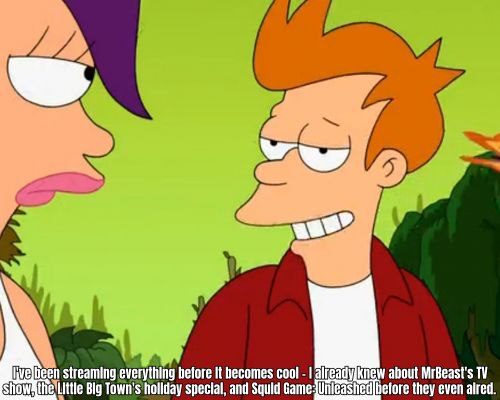 I've been streaming everything before it becomes cool - I already knew about MrBeast's TV
show, the Little Big Town's holiday special, and Squid Game: Unleashed before they even aired.